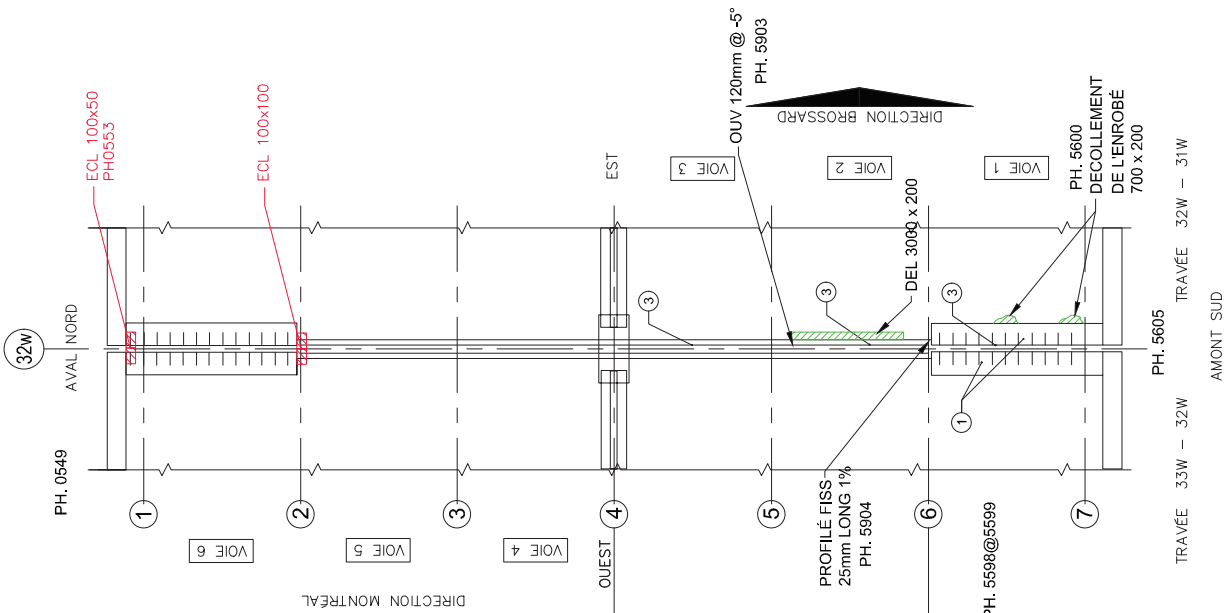 32W
AVAL NORD
PH. 0549
ECL 100x50
PH0553
ECL 100x100
OUV 120mm @ -5°
PH. 5903
DIRECTION BROSSARD
1
2
3
4
5
6
7
VOIE 6
VOIE 5
VOIE 4
OUEST
EST
VOIE 3
VOIE 2
VOIE 1
DIRECTION MONTRÉAL
3
3
DEL 3000 x 200
PH. 5600
DECOLLEMENT
DE L'ENROBÉ
700 x 200
3
1
PROFILÉ FISS
25mm LONG 1%
PH. 5904
PH. 5598@5599
PH. 5605
TRAVÉE 33W - 32W
TRAVÉE 32W - 31W
AMONT SUD